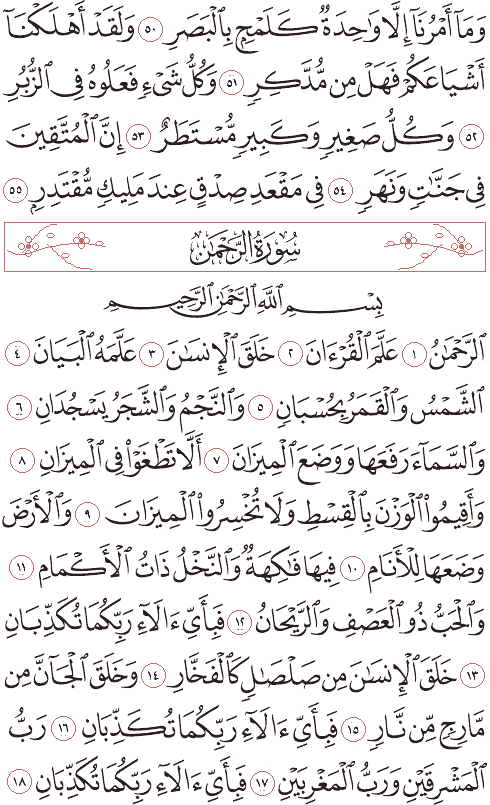 وَمَآ أَمْرُنَآ إِلَّا وَٰحِدَةٌ كَلَمْحٍۭ بِٱلْبَصَرِ ٥٠ وَلَقَدْ أَهْلَكْنَآ
أَشْيَاعَكُمْ فَهَلْ مِن مُّدَّكِرٍ ٥١ وَكُلُّ شَىْءٍ فَعَلُوهُ فِى ٱلزُّبُرِ
٥٢ وَكُلُّ صَغِيرٍ وَكَبِيرٍ مُّسْتَطَرٌ ٥٣ إِنَّ ٱلْمُتَّقِينَ
فِى جَنَّٰتٍ وَنَهَرٍ ٥٤ فِى مَقْعَدِ صِدْقٍ عِندَ مَلِيكٍ مُّقْتَدِرٍۭ ٥٥
سُورَةُ الرَّحْمَٰن
بِسْمِ ٱللَّهِ ٱلرَّحْمَٰنِ ٱلرَّحِيمِ
ٱلرَّحْمَٰنُ ١ عَلَّمَ ٱلْقُرْءَانَ ٢ خَلَقَ ٱلْإِنسَٰنَ ٣ عَلَّمَهُ ٱلْبَيَانَ ٤
ٱلشَّمْسُ وَٱلْقَمَرُ بِحُسْبَانٍ ٥ وَٱلنَّجْمُ وَٱلشَّجَرُ يَسْجُدَانِ ٦
وَٱلسَّمَآءَ رَفَعَهَا وَوَضَعَ ٱلْمِيزَانَ ٧ أَلَّا تَطْغَوْا۟ فِى ٱلْمِيزَانِ ٨
وَأَقِيمُوا۟ ٱلْوَزْنَ بِٱلْقِسْطِ وَلَا تُخْسِرُوا۟ ٱلْمِيزَانَ ٩ وَٱلْأَرْضَ
وَضَعَهَا لِلْأَنَامِ ١٠ فِيهَا فَٰكِهَةٌ وَٱلنَّخْلُ ذَاتُ ٱلْأَكْمَامِ ١١
وَٱلْحَبُّ ذُو ٱلْعَصْفِ وَٱلرَّيْحَانُ ١٢ فَبِأَىِّ ءَالَآءِ رَبِّكُمَا تُكَذِّبَانِ
١٣ خَلَقَ ٱلْإِنسَٰنَ مِن صَلْصَٰلٍ كَٱلْفَخَّارِ ١٤ وَخَلَقَ ٱلْجَآنَّ مِن
مَّارِجٍ مِّن نَّارٍ ١٥ فَبِأَىِّ ءَالَآءِ رَبِّكُمَا تُكَذِّبَانِ ١٦ رَبُّ
ٱلْمَشْرِقَيْنِ وَرَبُّ ٱلْمَغْرِبَيْنِ ١٧ فَبِأَىِّ ءَالَآءِ رَبِّكُمَا تُكَذِّبَانِ ١٨